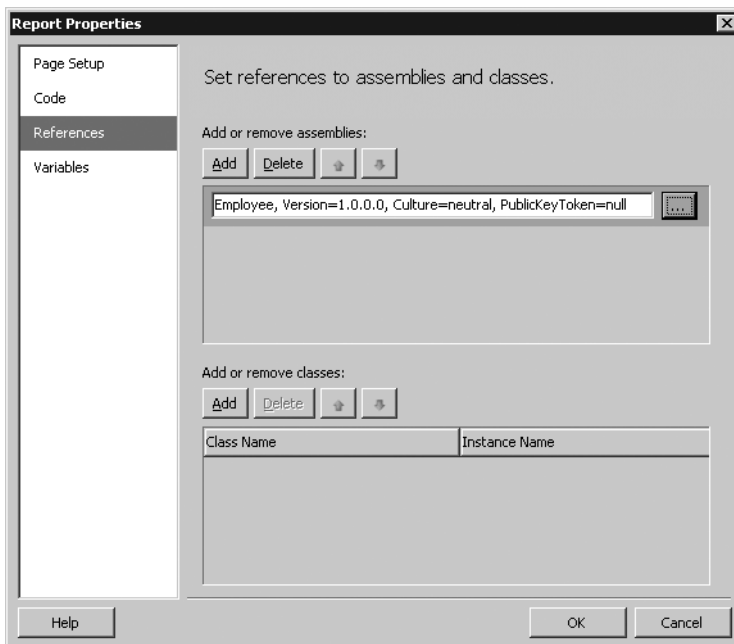 Report Properties
Page Setup
Code
References
Variables
Set references to assemblies and classes.
Add or remove assemblies:
Add Delete
Employee, Version=1.0.0.0, Culture=neutral, PublicKeyToken=null ...
Add or remove classes:
Add Delete
Class Name Instance Name
Help OK Cancel